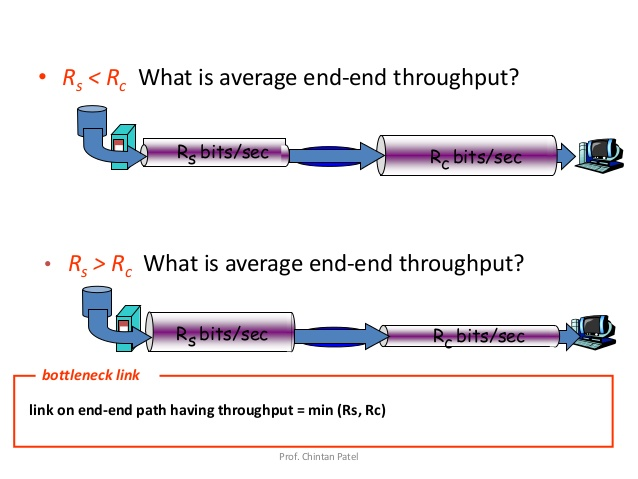 • Rs < Rc What is average end-end throughput?
Rs bits/sec
Rc bits/sec
• Rs > Rc What is average end-end throughput?
Rs bits/sec
Rc bits/sec
bottleneck link
link on end-end path having throughput = min (Rs, Rc)
Prof. Chintan Patel